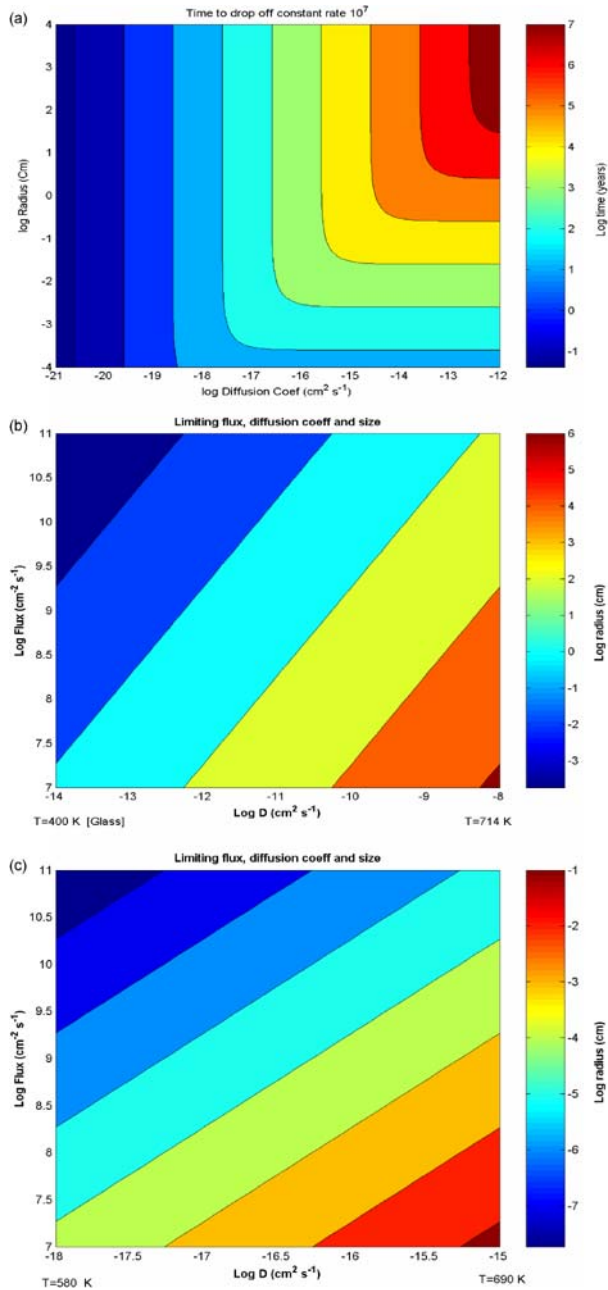 (a)
Time to drop off constant rate 10^7
4
3
2
1
0
-1
-2
-3
-4
log Radius (Cm)
-21 -20 -19 -18 -17 -16 -15 -14 -13 -12
log Diffusion Coef (cm^2 s^-1)
7
6
5
4
3
2
1
0
-1
Log time (years)
(b)
Limiting flux, diffusion coeff and size
11
10.5
10
9.5
9
8.5
8
7.5
7
Log Flux (cm^-2 s^-1)
-14 -13 -12 -11 -10 -9 -8
Log D (cm^2 s^-1)
T=400 K [Glass]
T=714 K
6
5
4
3
2
1
0
-1
-2
-3
Log radius (cm)
(c)
Limiting flux, diffusion coeff and size
11
10.5
10
9.5
9
8.5
8
7.5
7
Log Flux (cm^-2 s^-1)
-18 -17.5 -17 -16.5 -16 -15.5 -15
Log D (cm^2 s^-1)
T=580 K
T=690 K
-1
-2
-3
-4
-5
-6
-7
Log radius (cm)